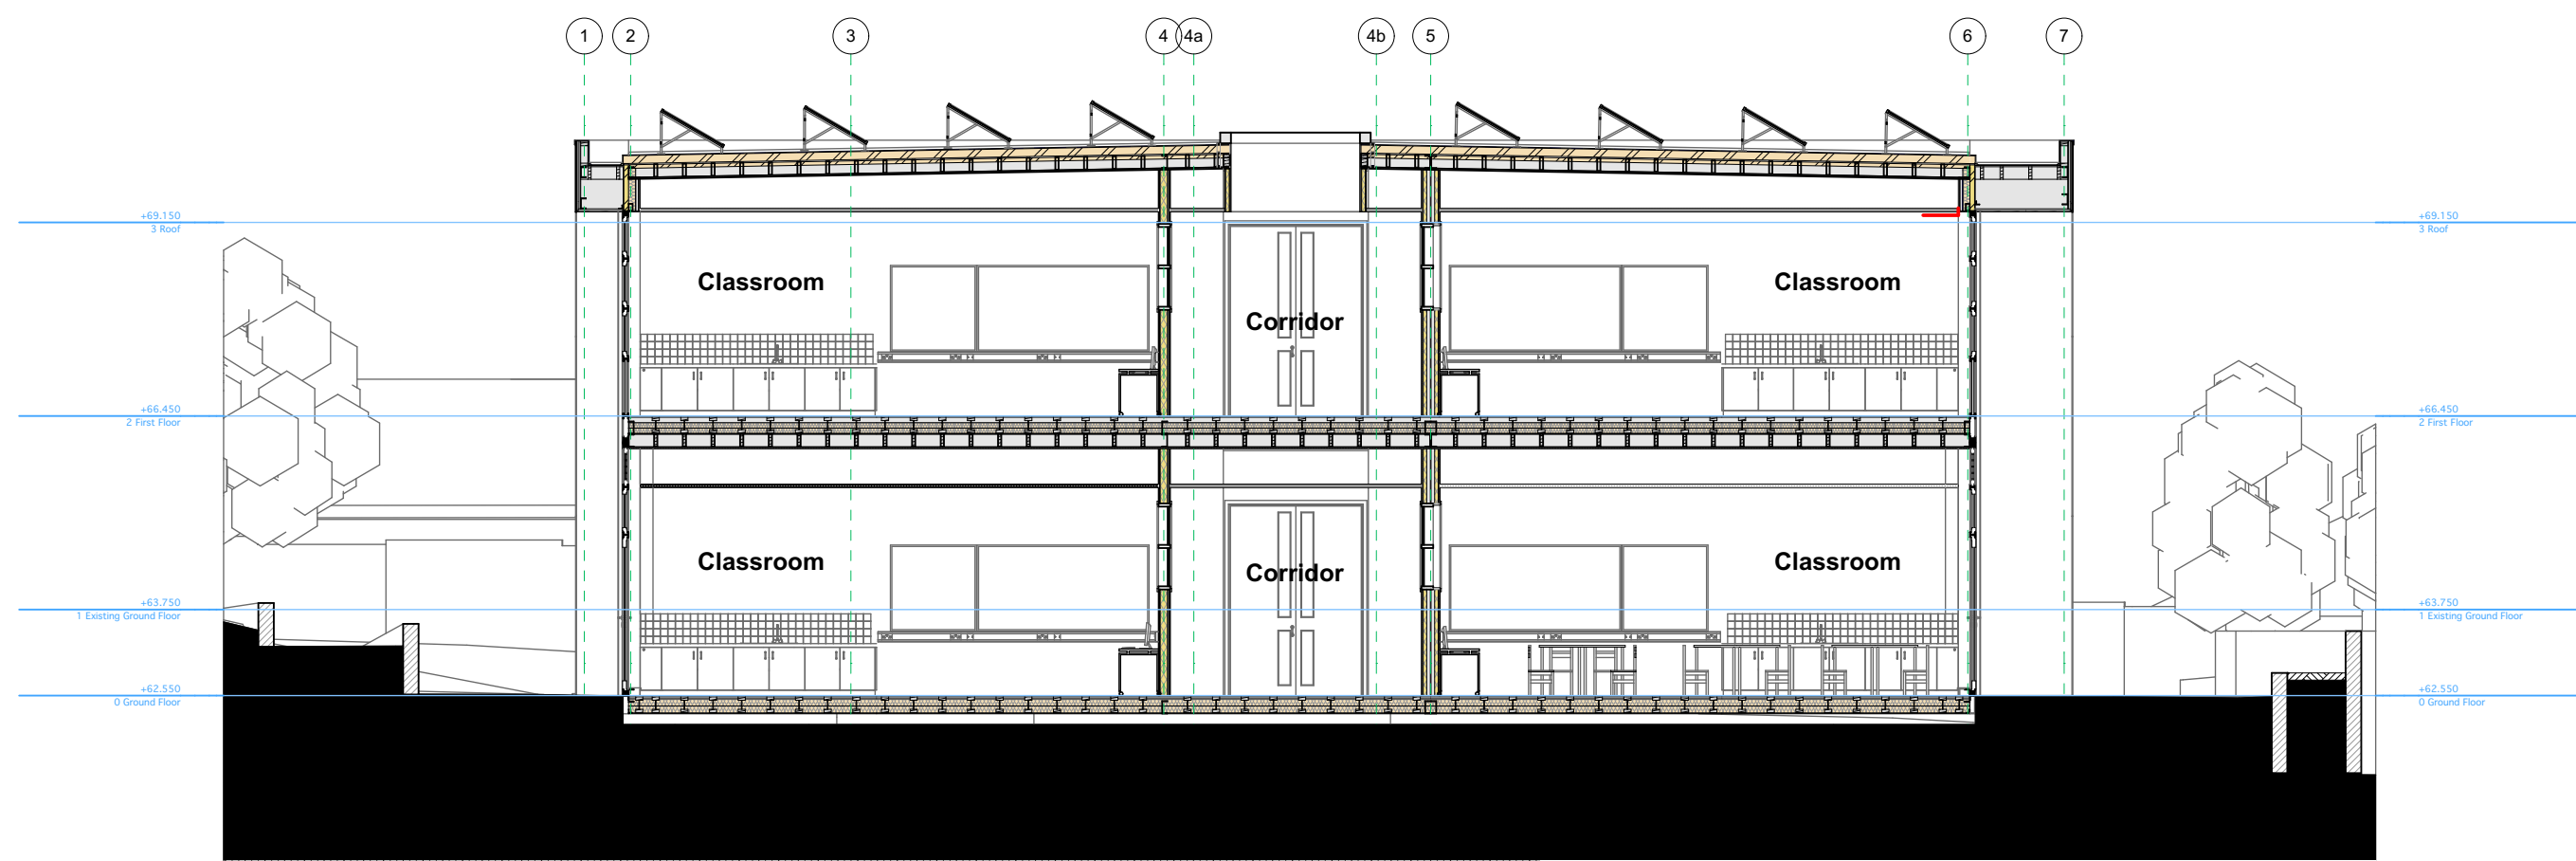 1 2 3 4 4a 4b 5 6 7
+69.150 +69.150
3 Roof 3 Roof
Classroom Classroom
Corridor
+66.450 +66.450
2 First Floor 2 First Floor
Classroom Classroom
Corridor
+63.750 +63.750
1 Existing Ground Floor 1 Existing Ground Floor
+62.550 +62.550
0 Ground Floor 0 Ground Floor